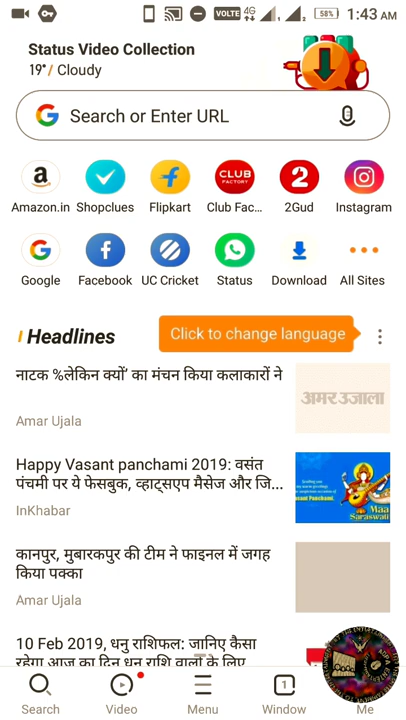 VOLTE 4G 58% 1:43 AM
Status Video Collection
19°/ Cloudy
Search or Enter URL
a
CLUB FACTORY
2
Amazon.in Shopclues Flipkart Club Fac... 2Gud Instagram
Google Facebook UC Cricket Status Download All Sites
Headlines
Click to change language
नाटक %लेकिन क्यों' का मंचन किया कलाकारों ने
अमर उजाला
Amar Ujala
Happy Vasant panchami 2019: वसंत
पंचमी पर ये फेसबुक, व्हाट्सएप मैसेज और जि...
InKhabar
Maa
Saraswati
कानपुर, मुबारकपुर की टीम ने फाइनल में जगह
किया पक्का
Amar Ujala
10 Feb 2019, धनु राशिफल: जानिए कैसा
रहेगा आज का दिन धनु राशि वालों के लिए
1
Search Video Menu Window Me